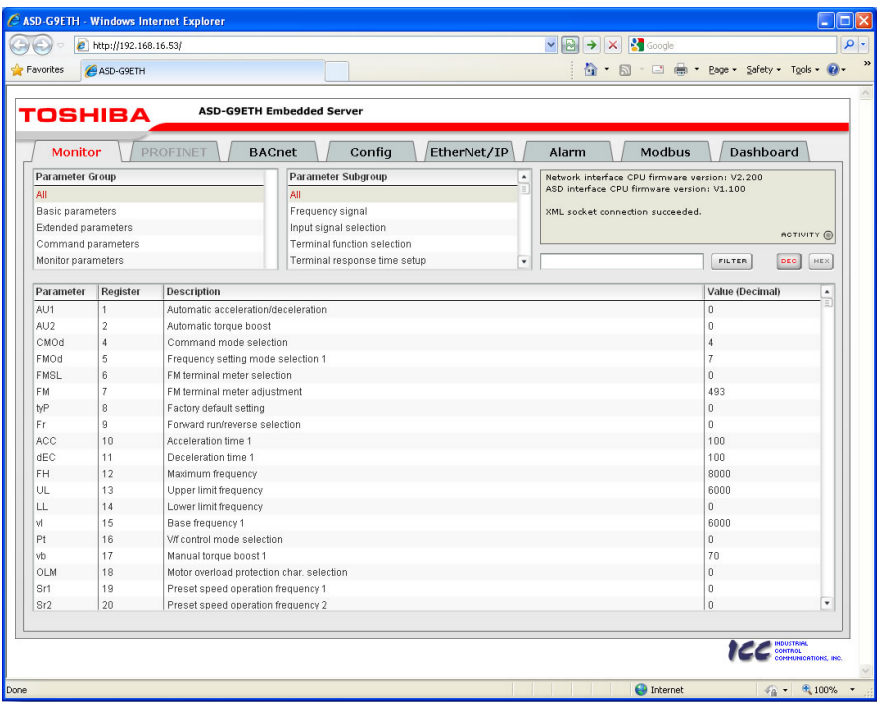 ASD-G9ETH - Windows Internet Explorer
http://192.168.16.53/
Google
Favorites
ASD-G9ETH
Page
Safety
Tools
TOSHIBA
ASD-G9ETH Embedded Server
Monitor PROFINET BACnet Config EtherNet/IP Alarm Modbus Dashboard
Parameter Group
All
Basic parameters
Extended parameters
Command parameters
Monitor parameters
Parameter Subgroup
All
Frequency signal
Input signal selection
Terminal function selection
Terminal response time setup
Network interface CPU firmware version: V2.200
ASD interface CPU firmware version: V1.100
XML socket connection succeeded.
ACTIVITY
FILTER DEC HEX
Parameter Register Description Value (Decimal)
AU1 1 Automatic acceleration/deceleration 0
AU2 2 Automatic torque boost 0
CMOd 4 Command mode selection 4
FMOd 5 Frequency setting mode selection 1 7
FMSL 6 FM terminal meter selection 0
FM 7 FM terminal meter adjustment 493
tyP 8 Factory default setting 0
Fr 9 Forward run/reverse selection 0
ACC 10 Acceleration time 1 100
dEC 11 Deceleration time 1 100
FH 12 Maximum frequency 8000
UL 13 Upper limit frequency 6000
LL 14 Lower limit frequency 0
vl 15 Base frequency 1 6000
Pt 16 V/f control mode selection 0
vb 17 Manual torque boost 1 70
OLM 18 Motor overload protection char. selection 0
Sr1 19 Preset speed operation frequency 1 0
Sr2 20 Preset speed operation frequency 2 0
ICC INDUSTRIAL
CONTROL
COMMUNICATIONS, INC.
Done
Internet
100%